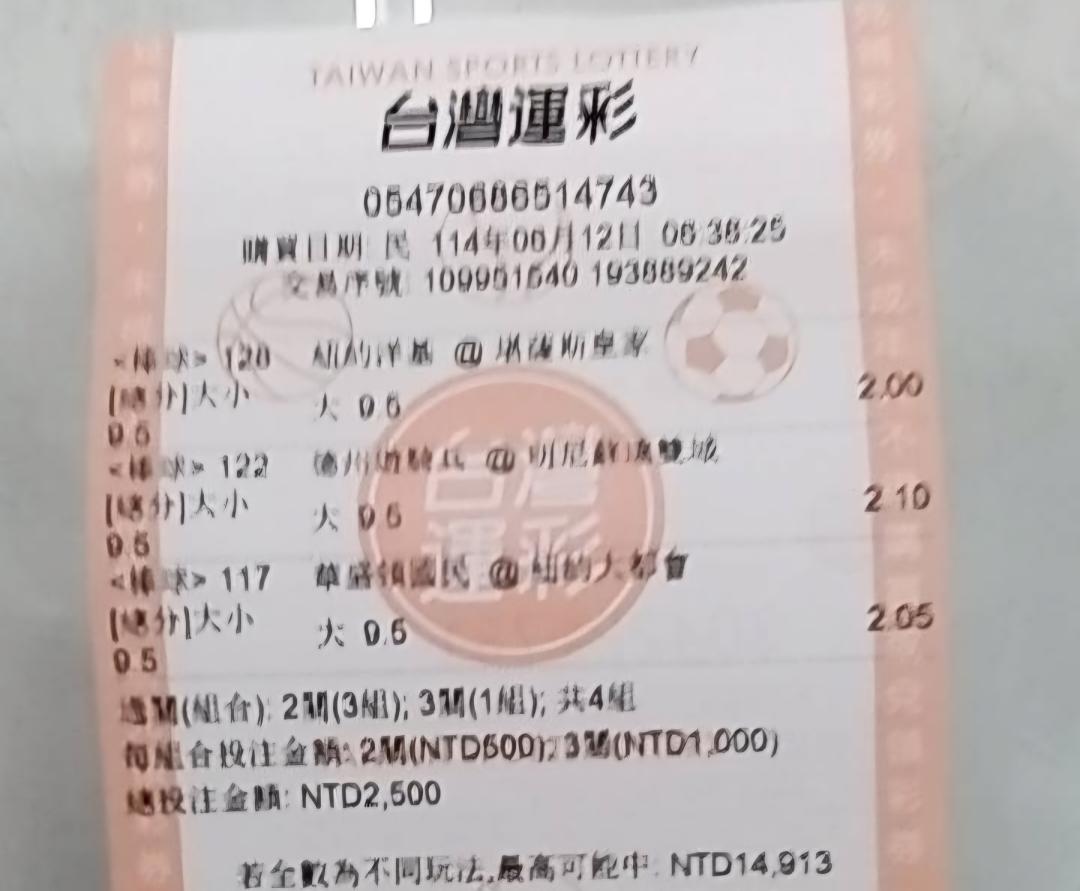 TAIWAN SPORTS LOTTERY
台灣運彩
05470686514743
購買日期: 民 114年06月12日 06:36:25
交易序號: 109951640 193889242
<棒球> 120 紐約洋基 @ 堪薩斯皇家
[總分]大小 大 0.5 2.00
0.5
<棒球> 122 德州遊騎兵 @ 明尼蘇達雙城
[總分]大小 大 0.5 2.10
0.5
<棒球> 117 華盛頓國民 @ 紐約大都會
[總分]大小 大 0.5 2.05
0.5
台灣
運彩
過關(組合): 2關(3組); 3關(1組); 共4組
每組合投注金額: 2關(NTD500); 3關(NTD1,000)
總投注金額: NTD2,500
若全數為不同玩法,最高可能中: NTD14,913